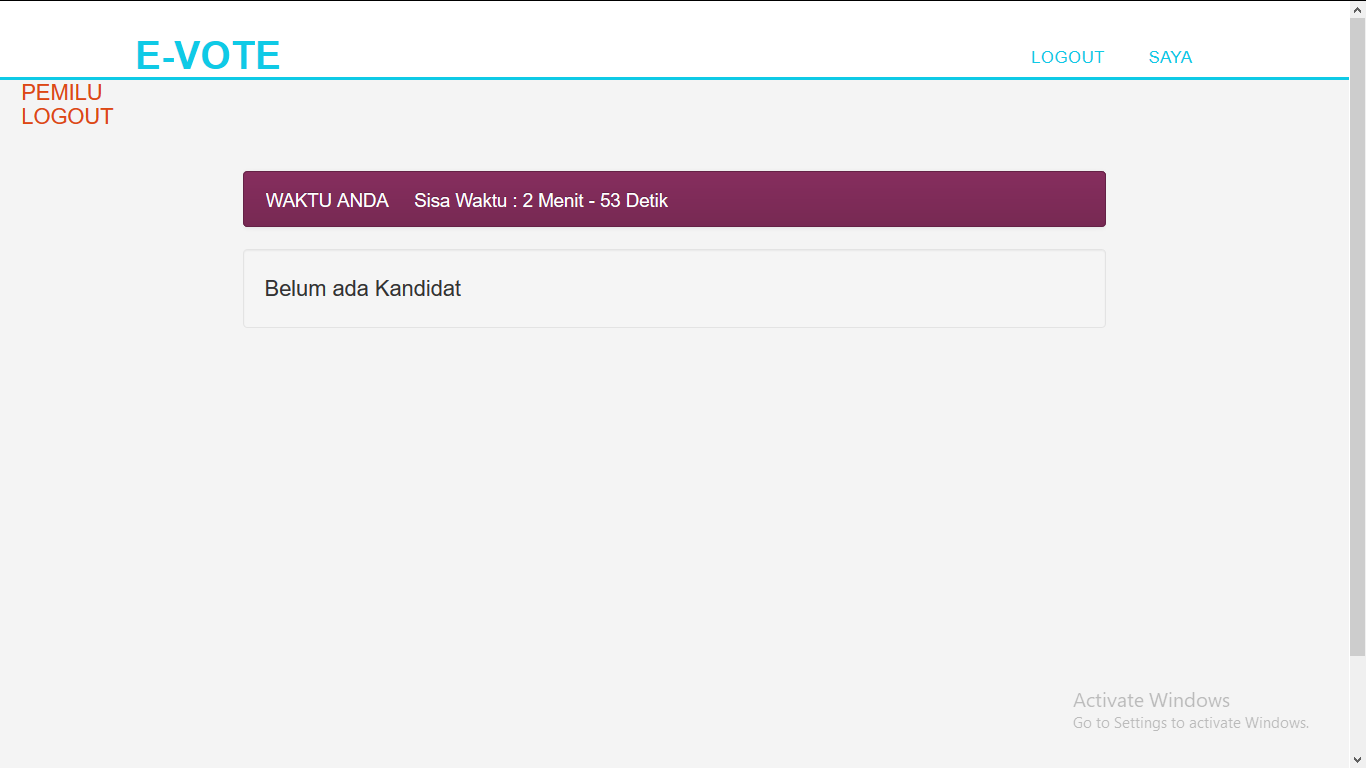 E-VOTE
LOGOUT SAYA
PEMILU
LOGOUT
WAKTU ANDA Sisa Waktu : 2 Menit - 53 Detik
Belum ada Kandidat
Activate Windows
Go to Settings to activate Windows.